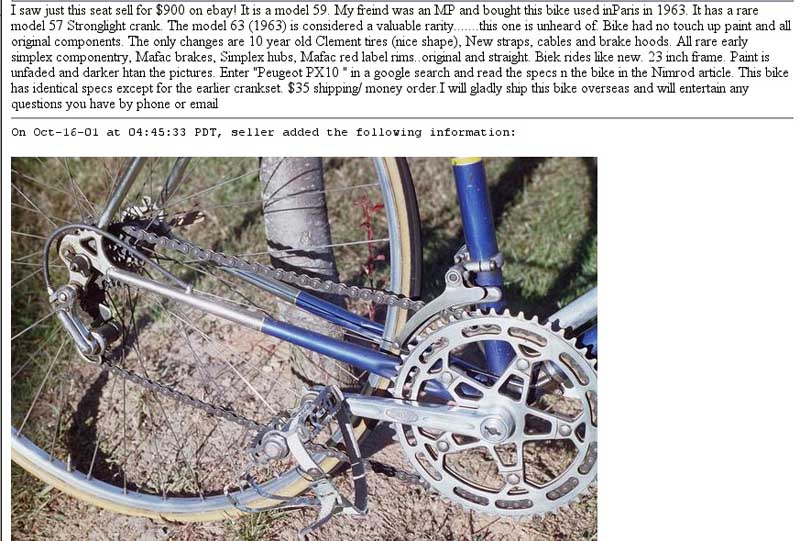 I saw just this seat sell for $900 on ebay! It is a model 59. My freind was an MP and bought this bike used inParis in 1963. It has a rare
model 57 Stronglight crank. The model 63 (1963) is considered a valuable rarity.......this one is unheard of. Bike had no touch up paint and all
original components. The only changes are 10 year old Clement tires (nice shape), New straps, cables and brake hoods. All rare early
simplex componentry, Mafac brakes, Simplex hubs, Mafac red label rims..original and straight. Biek rides like new. 23 inch frame. Paint is
unfaded and darker htan the pictures. Enter "Peugeot PX10 " in a google search and read the specs n the bike in the Nimrod article. This bike
has identical specs except for the earlier crankset. $35 shipping/ money order.I will gladly ship this bike overseas and will entertain any
questions you have by phone or email
On Oct-16-01 at 04:45:33 PDT, seller added the following information: